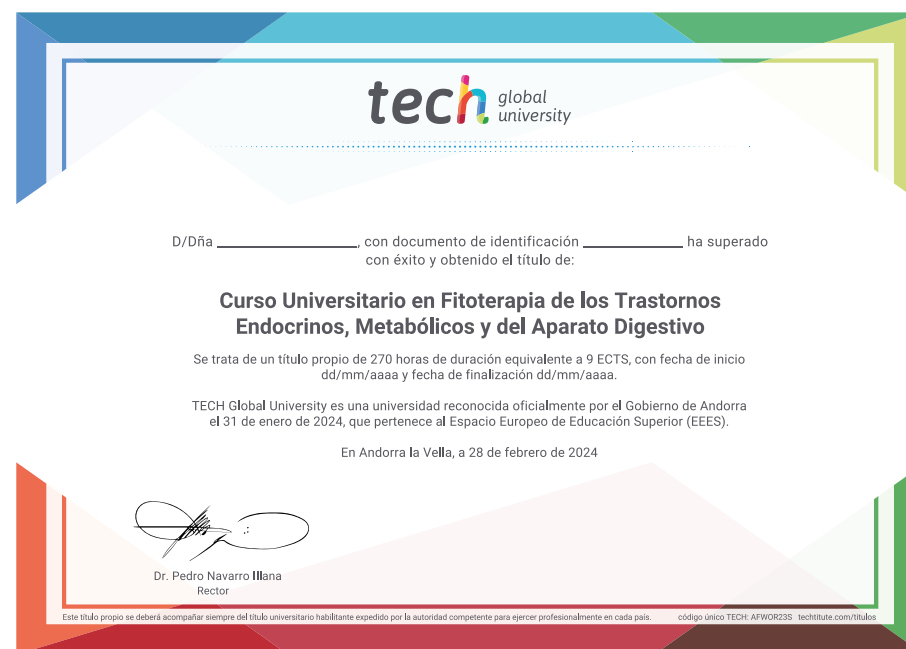 tech global university
D/Dña ____________, con documento de identificación ____________ ha superado
con éxito y obtenido el título de:
Curso Universitario en Fitoterapia de los Trastornos
Endocrinos, Metabólicos y del Aparato Digestivo
Se trata de un título propio de 270 horas de duración equivalente a 9 ECTS, con fecha de inicio
dd/mm/aaaa y fecha de finalización dd/mm/aaaa.
TECH Global University es una universidad reconocida oficialmente por el Gobierno de Andorra
el 31 de enero de 2024, que pertenece al Espacio Europeo de Educación Superior (EEES).
En Andorra la Vella, a 28 de febrero de 2024
Dr. Pedro Navarro Illana
Rector
Este título propio se deberá acompañar siempre del título universitario habilitante expedido por la autoridad competente para ejercer profesionalmente en cada país. código único TECH: AFWOR23S techtitute.com/titulos